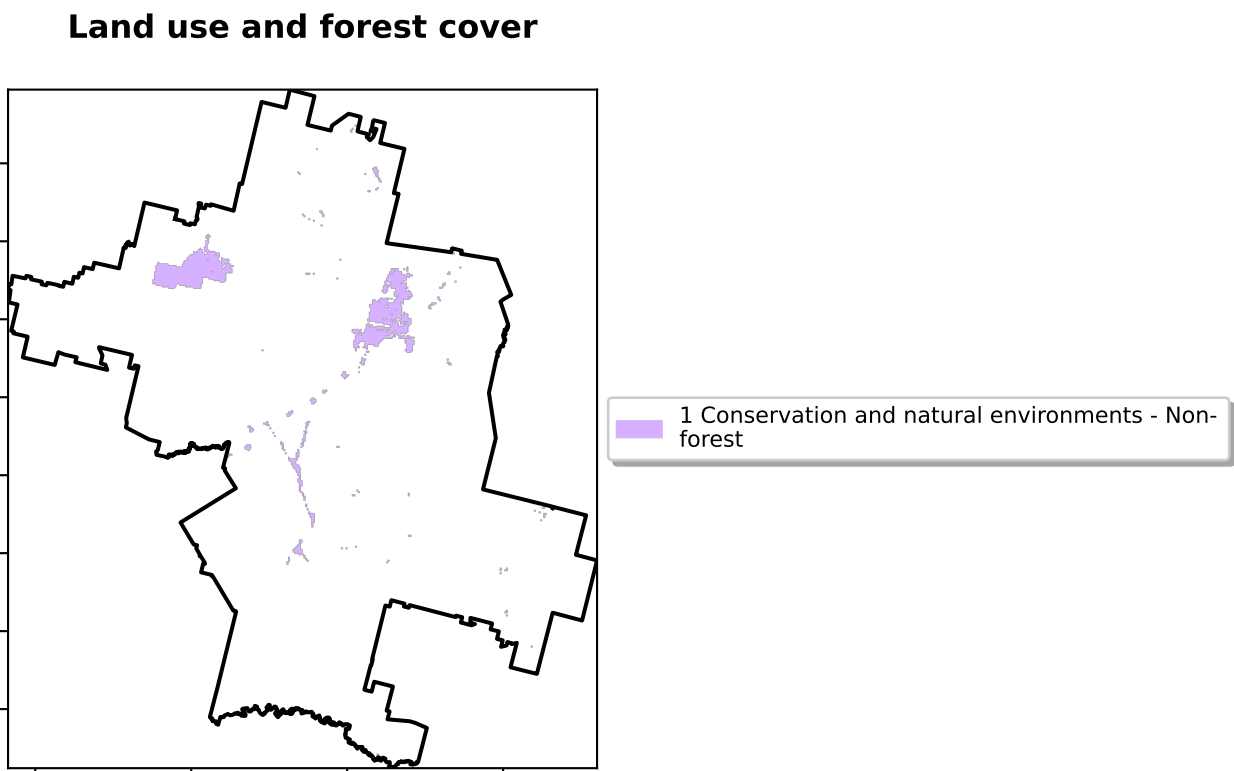 Land use and forest cover
1 Conservation and natural environments - Non-
forest